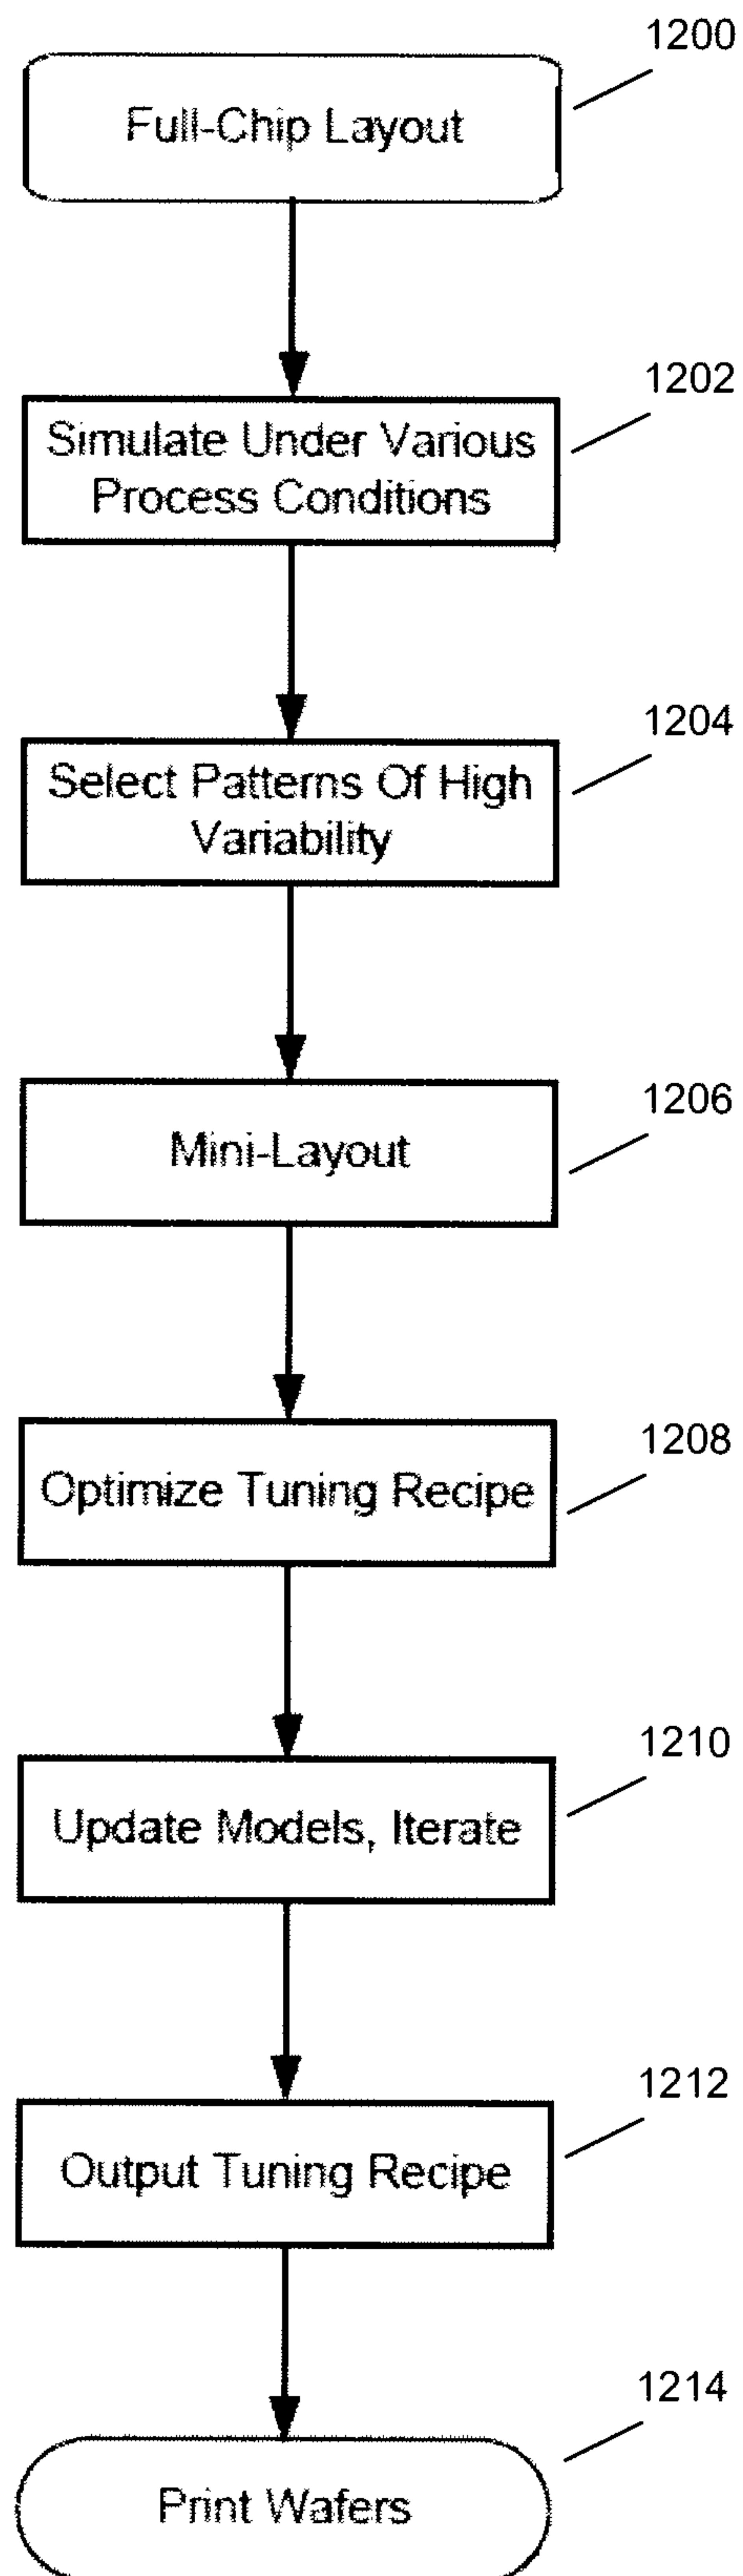 1200
Full-Chip Layout
1202
Simulate Under Various
Process Conditions
1204
Select Patterns Of High
Variability
1206
Mini-Layout
1208
Optimize Tuning Recipe
1210
Update Models, Iterate
1212
Output Tuning Recipe
1214
Print Wafers